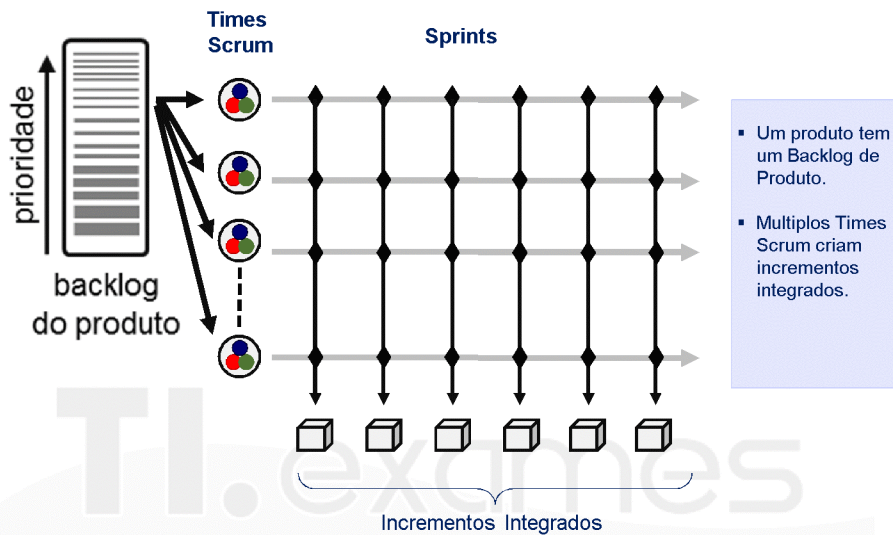 Times
Scrum
Sprints
prioridade
backlog
do produto
▪ Um produto tem
um Backlog de
Produto.
▪ Multiplos Times
Scrum criam
incrementos
integrados.
TI.exames
Incrementos Integrados